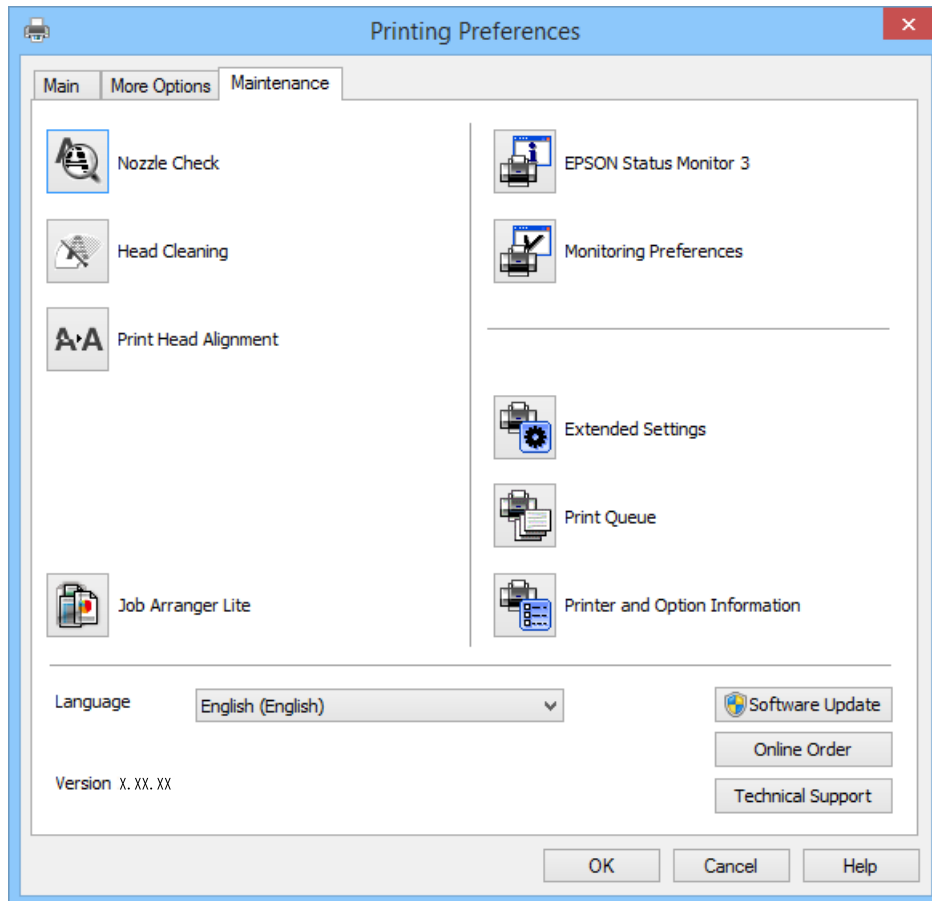 Printing Preferences
Main
More Options
Maintenance
Nozzle Check
Head Cleaning
Print Head Alignment
Job Arranger Lite
EPSON Status Monitor 3
Monitoring Preferences
Extended Settings
Print Queue
Printer and Option Information
Language
English (English)
Version X.XX.XX
Software Update
Online Order
Technical Support
OK
Cancel
Help